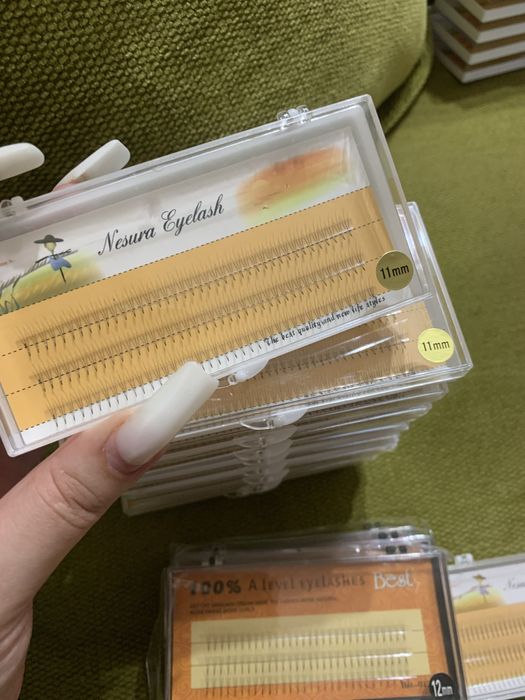 Nesura Eyelash
11mm
The best quality and new life styles
11mm
100% A level eyelashes Best
12mm